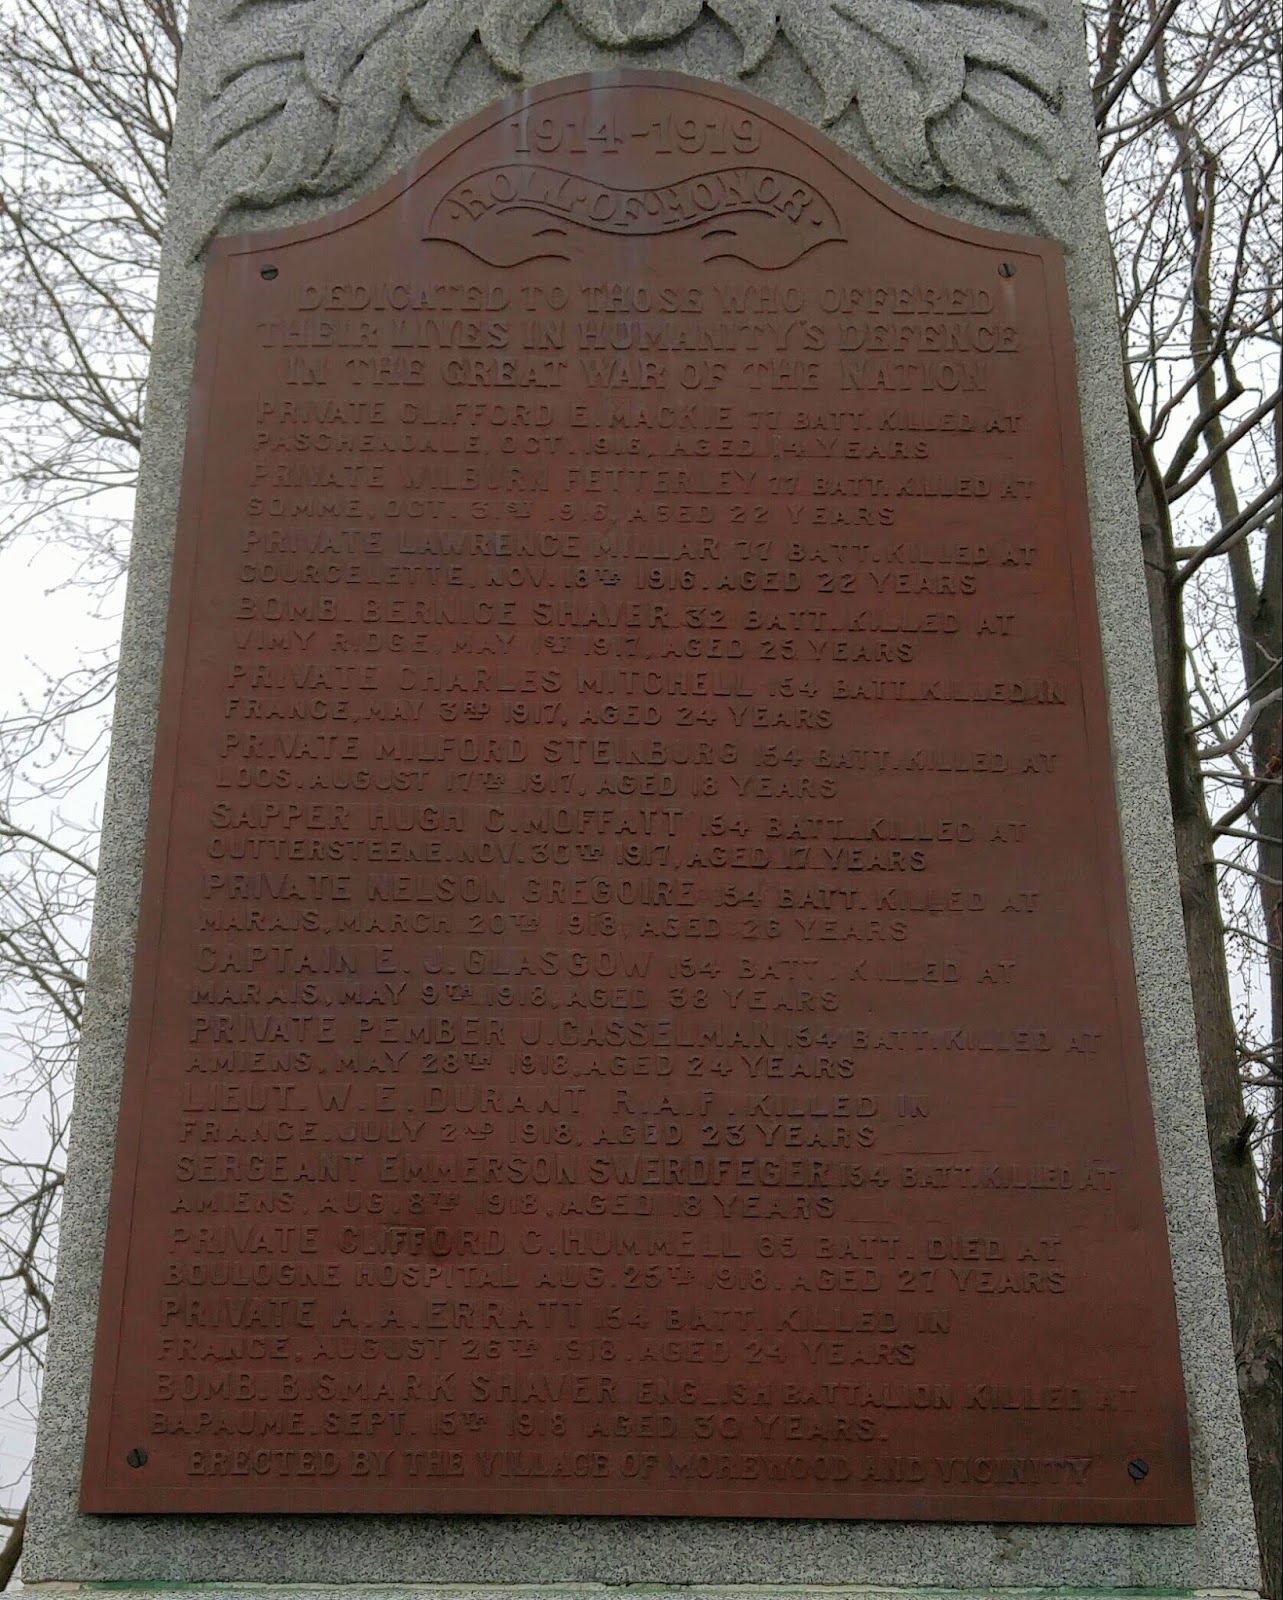 1914-1919
·ROLL·OF·HONOR·
DEDICATED TO THOSE WHO OFFERED
THEIR LIVES IN HUMANITY'S DEFENCE
IN THE GREAT WAR OF THE NATION
PRIVATE CLIFFORD E. MACKIE 77 BATT. KILLED AT
PASCHENDALE, OCT. 1916, AGED 14 YEARS
PRIVATE WILBURN FETTERLEY 77 BATT. KILLED AT
SOMME, OCT. 31ST 1916, AGED 22 YEARS
PRIVATE LAWRENCE MILLAR 77 BATT. KILLED AT
COURCELETTE, NOV. 18TH 1916. AGED 22 YEARS
BOMB. BERNICE SHAVER 32 BATT. KILLED AT
VIMY RIDGE, MAY 1ST 1917, AGED 25 YEARS
PRIVATE CHARLES MITCHELL 154 BATT. KILLED IN
FRANCE, MAY 3RD 1917, AGED 24 YEARS
PRIVATE MILFORD STEINBURG 154 BATT. KILLED AT
LOOS. AUGUST 17TH 1917, AGED 18 YEARS
SAPPER HUGH C. MOFFATT 154 BATT. KILLED AT
OUTTERSTEENE. NOV. 30TH 1917, AGED 17 YEARS
PRIVATE NELSON GREGOIRE 154 BATT. KILLED AT
MARAIS, MARCH 20TH 1918, AGED 26 YEARS
CAPTAIN E. J. GLASGOW 154 BATT. KILLED AT
MARAIS, MAY 9TH 1918, AGED 38 YEARS
PRIVATE PEMBER J. CASSELMAN 154 BATT. KILLED AT
AMIENS, MAY 28TH 1918, AGED 24 YEARS
LIEUT. W. E. DURANT R.A.F. KILLED IN
FRANCE. JULY 2ND 1918, AGED 23 YEARS
SERGEANT EMMERSON SWERDFEGER 154 BATT. KILLED AT
AMIENS, AUG. 8TH 1918, AGED 18 YEARS
PRIVATE CLIFFORD C. HUMMELL 65 BATT. DIED AT
BOULOGNE HOSPITAL AUG. 25TH 1918. AGED 27 YEARS
PRIVATE A. A. ERRATT 154 BATT. KILLED IN
FRANCE, AUGUST 26TH 1918. AGED 24 YEARS
BOMB. BISMARK SHAVER ENGLISH BATTALION KILLED AT
BAPAUME. SEPT. 15TH 1918 AGED 30 YEARS.
ERECTED BY THE VILLAGE OF MOREWOOD AND VICINITY